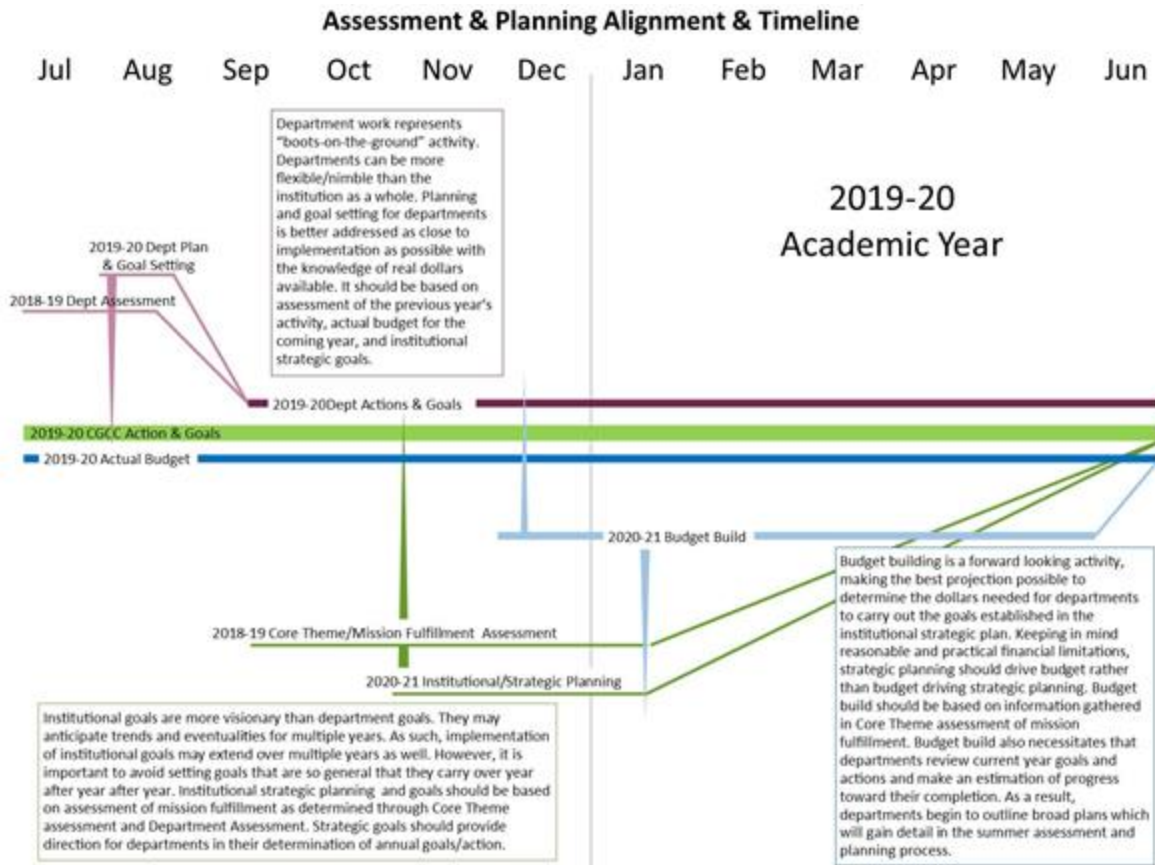 Assessment & Planning Alignment & Timeline
Jul Aug Sep Oct Nov Dec Jan Feb Mar Apr May Jun
Department work represents
"boots-on-the-ground" activity.
Departments can be more
flexible/nimble than the
institution as a whole. Planning
and goal setting for departments
is better addressed as close to
implementation as possible with
the knowledge of real dollars
available. It should be based on
assessment of the previous year's
activity, actual budget for the
coming year, and institutional
strategic goals.
2019-20
Academic Year
2019-20 Dept Plan
& Goal Setting
2018-19 Dept Assessment
2019-20Dept Actions & Goals
2019-20 CGCC Action & Goals
2019-20 Actual Budget
2020-21 Budget Build
2018-19 Core Theme/Mission Fulfillment Assessment
2020-21 Institutional/Strategic Planning
Budget building is a forward looking activity,
making the best projection possible to
determine the dollars needed for departments
to carry out the goals established in the
institutional strategic plan. Keeping in mind
reasonable and practical financial limitations,
strategic planning should drive budget rather
than budget driving strategic planning. Budget
build should be based on information gathered
in Core Theme assessment of mission
fulfillment. Budget build also necessitates that
departments review current year goals and
actions and make an estimation of progress
toward their completion. As a result,
departments begin to outline broad plans which
will gain detail in the summer assessment and
planning process.
Institutional goals are more visionary than department goals. They may
anticipate trends and eventualities for multiple years. As such, implementation
of institutional goals may extend over multiple years as well. However, it is
important to avoid setting goals that are so general that they carry over year
after year after year. Institutional strategic planning and goals should be based
on assessment of mission fulfillment as determined through Core Theme
assessment and Department Assessment. Strategic goals should provide
direction for departments in their determination of annual goals/action.